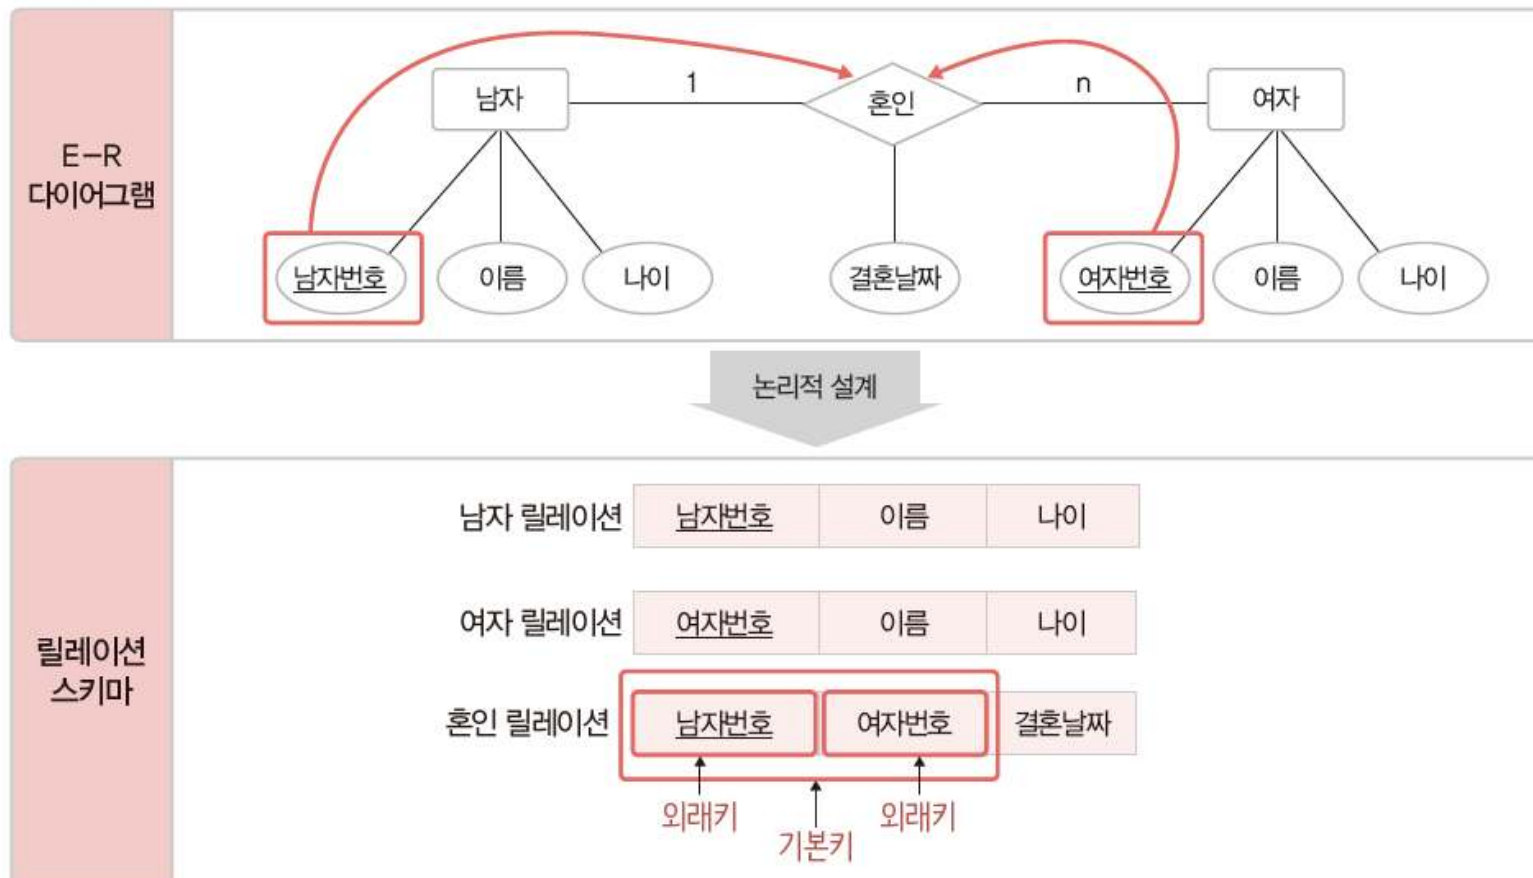 E-R
다이어그램
남자
1
혼인
n
여자
남자번호
이름
나이
결혼날짜
여자번호
이름
나이
논리적 설계
릴레이션
스키마
남자 릴레이션 남자번호 이름 나이
여자 릴레이션 여자번호 이름 나이
혼인 릴레이션 남자번호 여자번호 결혼날짜
외래키 외래키
기본키